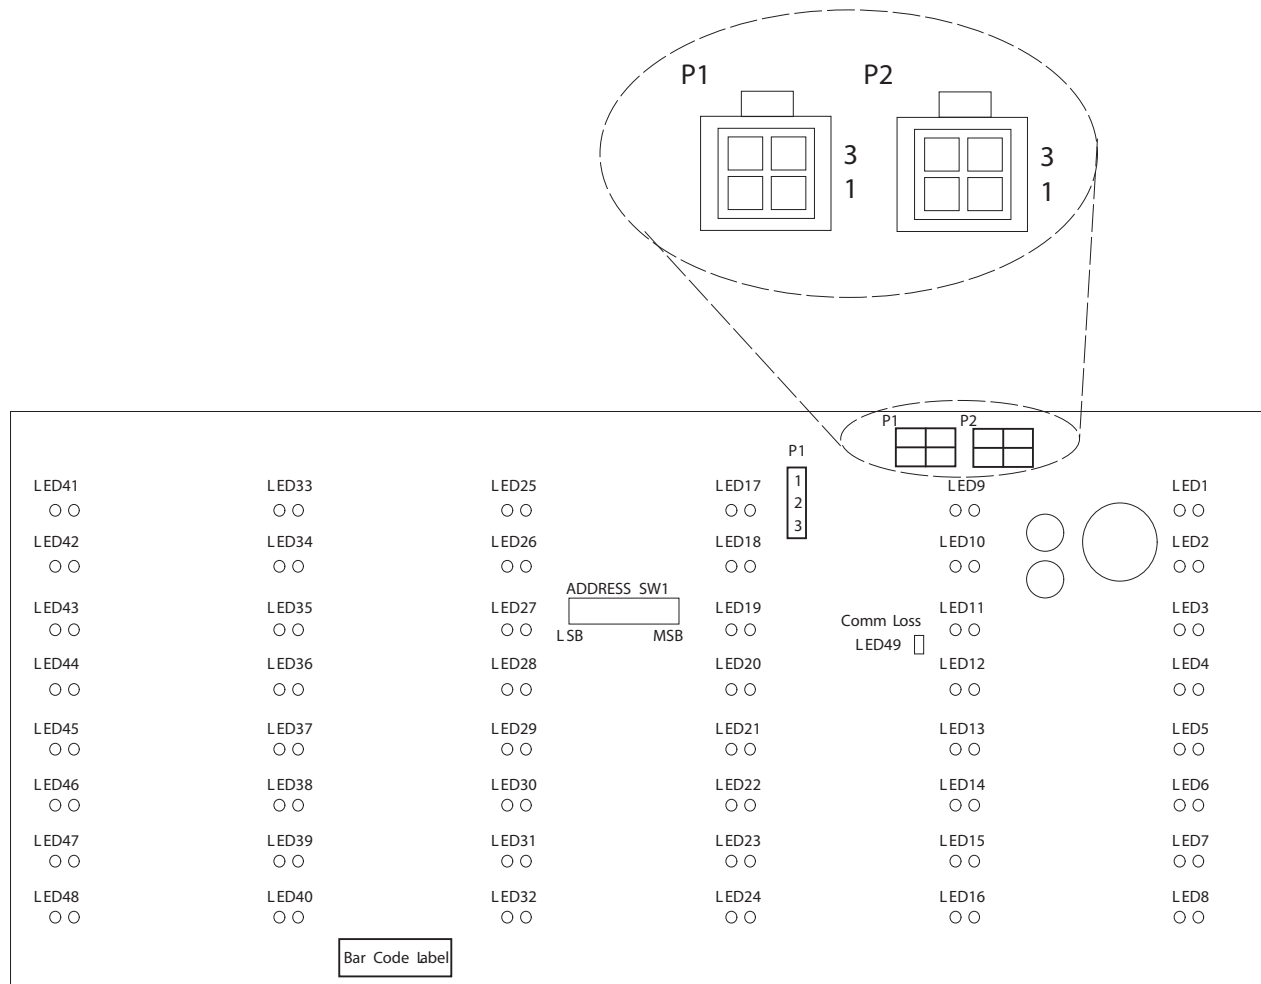 P1 P2
3 3
1 1
P1 P2
P1
LED41 LED33 LED25 LED17 1 LED9 LED1
2
3
LED42 LED34 LED26 LED18 LED10 LED2
ADDRESS SW1
LED43 LED35 LED27 LED19 LED11 LED3
Comm Loss
LSB MSB
LED49
LED44 LED36 LED28 LED20 LED12 LED4
LED45 LED37 LED29 LED21 LED13 LED5
LED46 LED38 LED30 LED22 LED14 LED6
LED47 LED39 LED31 LED23 LED15 LED7
LED48 LED40 LED32 LED24 LED16 LED8
Bar Code label